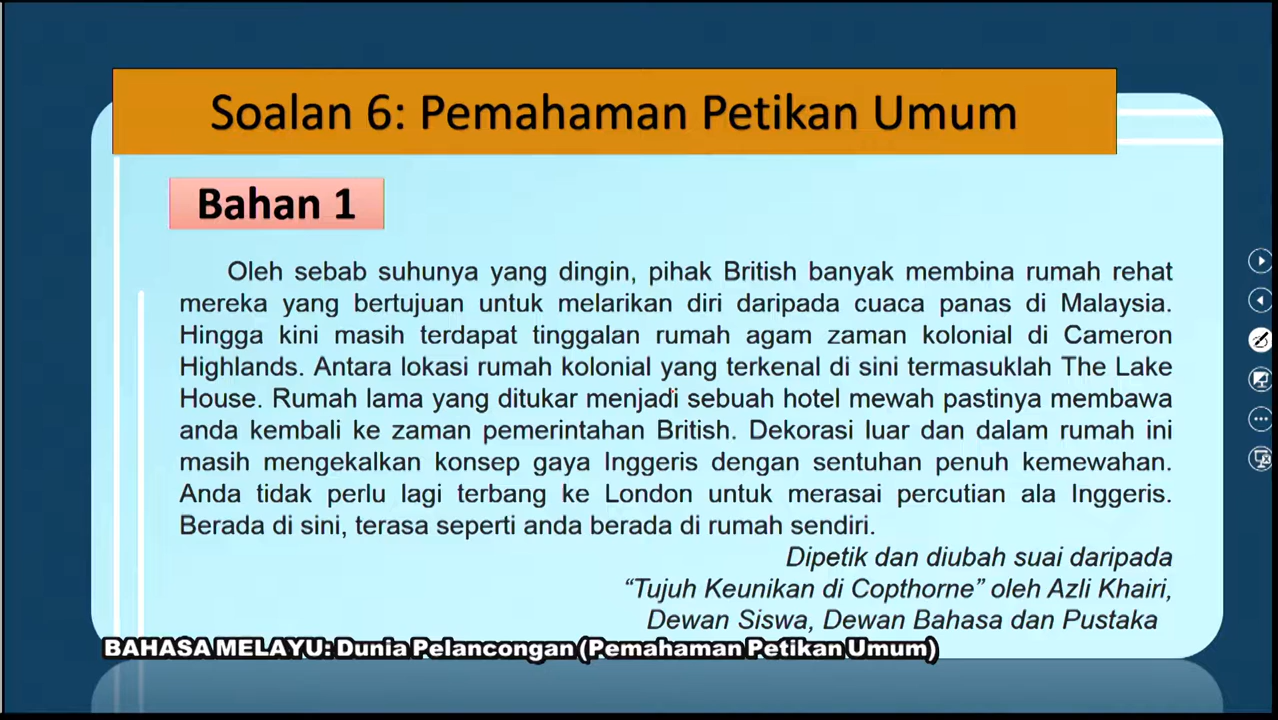 Soalan 6: Pemahaman Petikan Umum
Bahan 1
Oleh sebab suhunya yang dingin, pihak British banyak membina rumah rehat
mereka yang bertujuan untuk melarikan diri daripada cuaca panas di Malaysia.
Hingga kini masih terdapat tinggalan rumah agam zaman kolonial di Cameron
Highlands. Antara lokasi rumah kolonial yang terkenal di sini termasuklah The Lake
House. Rumah lama yang ditukar menjadi sebuah hotel mewah pastinya membawa
anda kembali ke zaman pemerintahan British. Dekorasi luar dan dalam rumah ini
masih mengekalkan konsep gaya Inggeris dengan sentuhan penuh kemewahan.
Anda tidak perlu lagi terbang ke London untuk merasai percutian ala Inggeris.
Berada di sini, terasa seperti anda berada di rumah sendiri.
Dipetik dan diubah suai daripada
“Tujuh Keunikan di Copthorne” oleh Azli Khairi,
Dewan Siswa, Dewan Bahasa dan Pustaka
BAHASA MELAYU: Dunia Pelancongan (Pemahaman Petikan Umum)